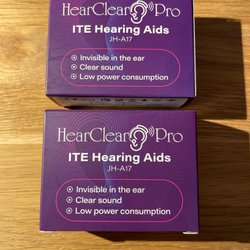 HearClear Pro
ITE Hearing Aids
JH-A17
Invisible in the ear
Clear sound
Low power consumption
HearClear Pro
ITE Hearing Aids
JH-A17
Invisible in the ear
Clear sound
Low power consumption